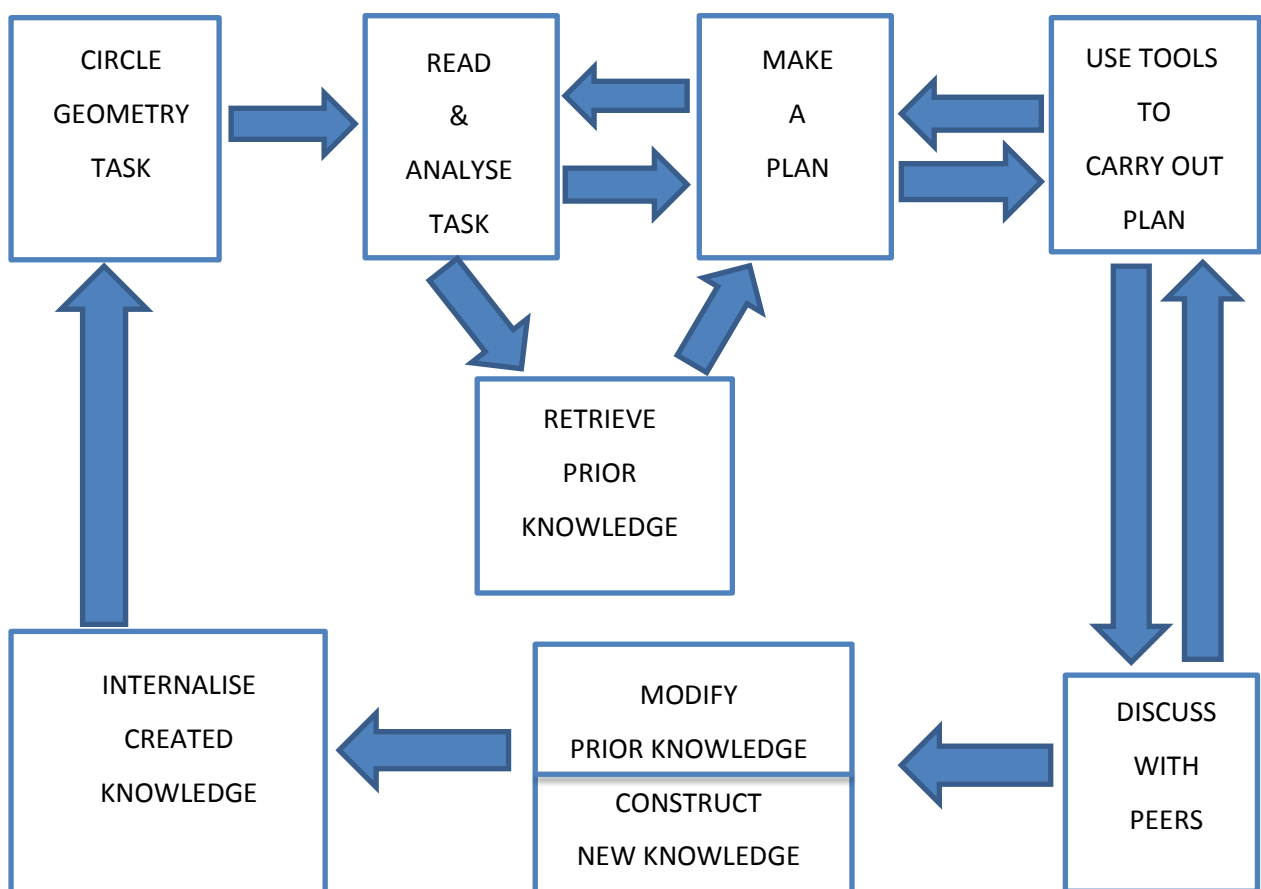 CIRCLE
GEOMETRY
TASK
READ
&
ANALYSE
TASK
MAKE
A
PLAN
USE TOOLS
TO
CARRY OUT
PLAN
RETRIEVE
PRIOR
KNOWLEDGE
DISCUSS
WITH
PEERS
MODIFY
PRIOR KNOWLEDGE
CONSTRUCT
NEW KNOWLEDGE
INTERNALISE
CREATED
KNOWLEDGE